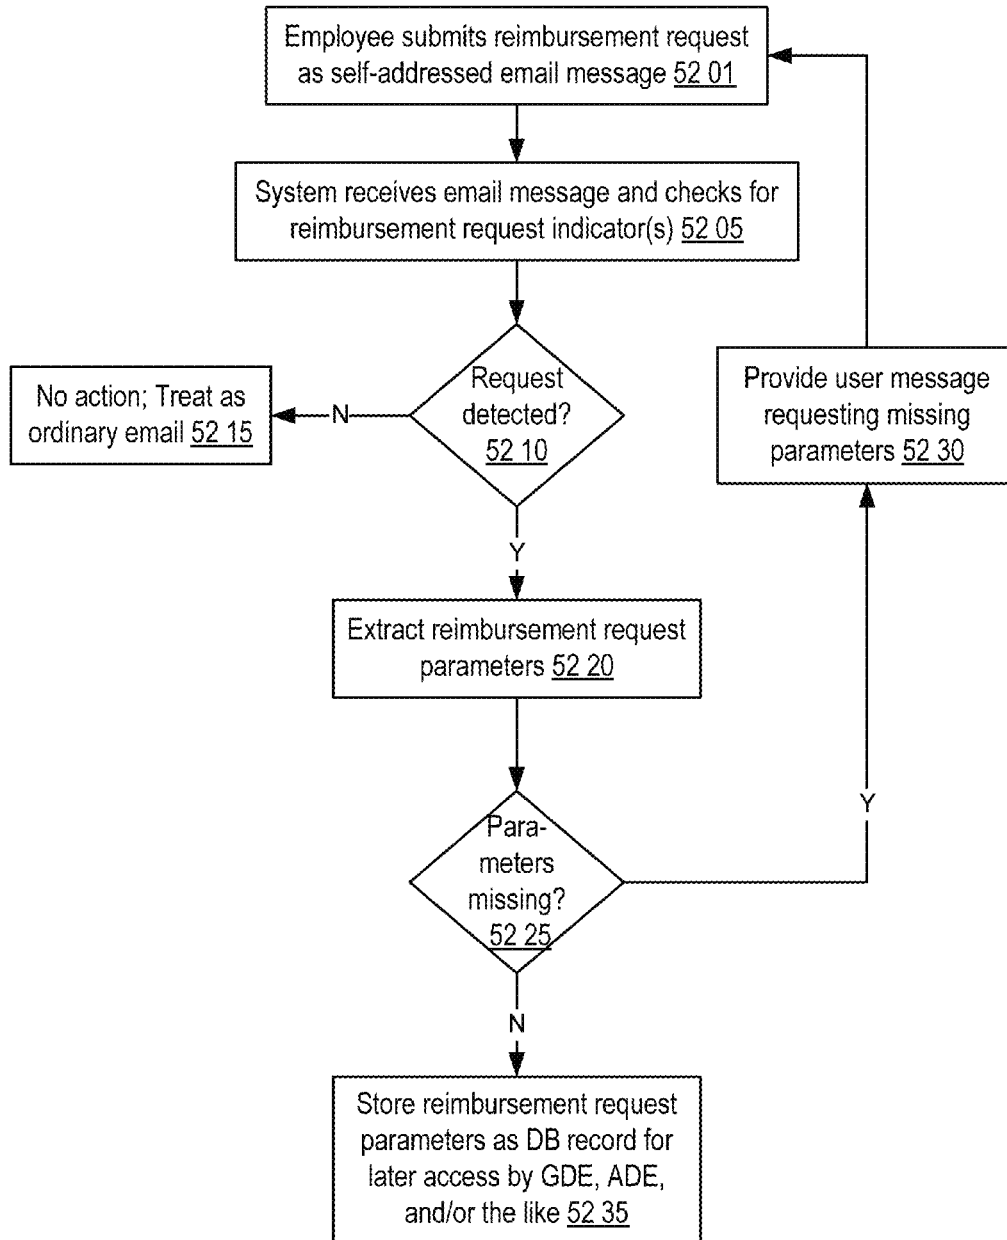 Employee submits reimbursement request
as self-addressed email message 52 01
System receives email message and checks for
reimbursement request indicator(s) 52 05
Request
detected?
52 10
N
No action; Treat as
ordinary email 52 15
Provide user message
requesting missing
parameters 52 30
Y
Extract reimbursement request
parameters 52 20
Para-
meters
missing?
52 25
Y
N
Store reimbursement request
parameters as DB record for
later access by GDE, ADE,
and/or the like 52 35